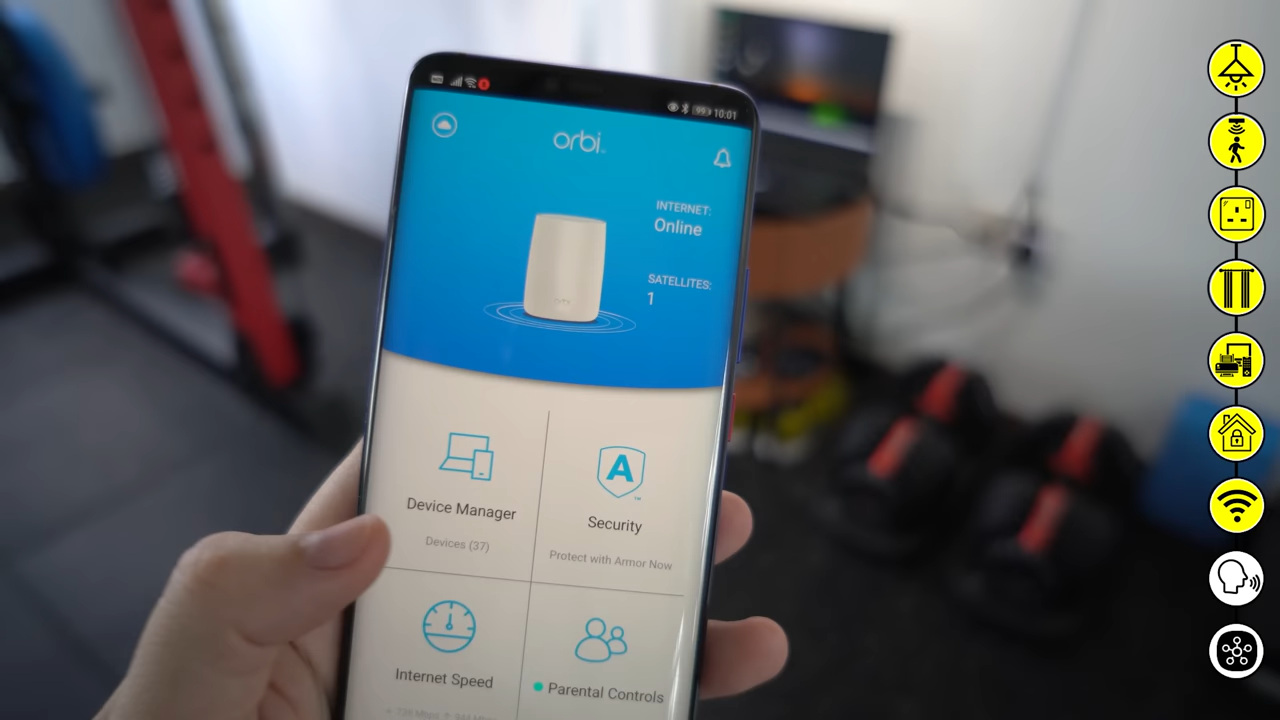 10:01
orbi
INTERNET:
Online
SATELLITES:
1
Device Manager
Devices (37)
A
Security
Protect with Armor Now
Internet Speed
Parental Controls